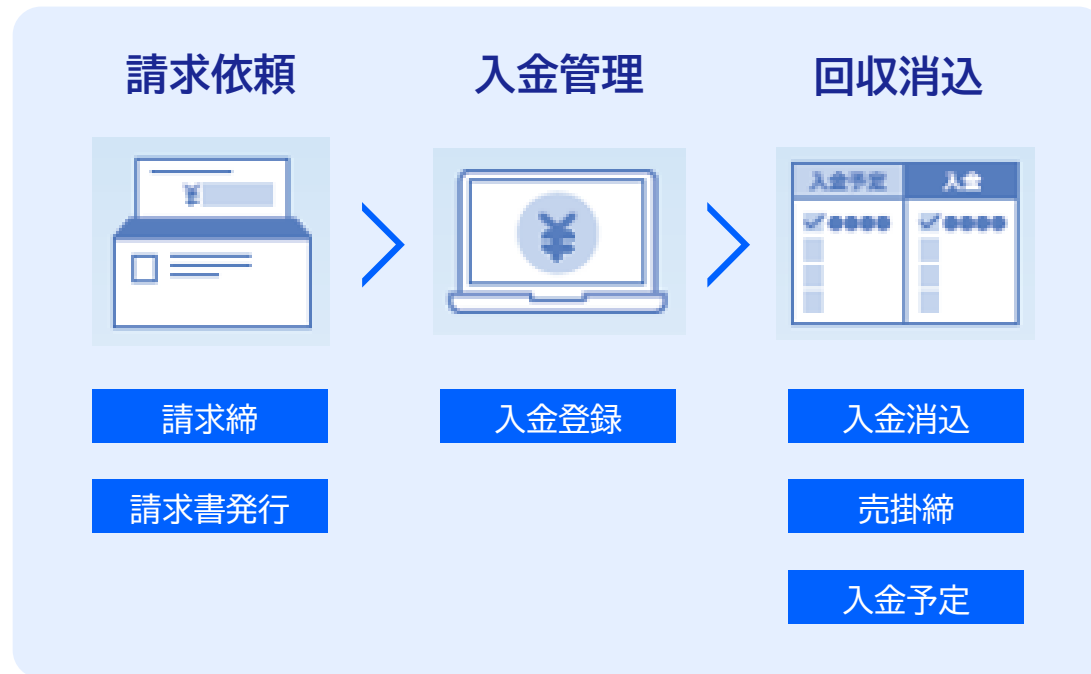 請求依頼
入金管理
回収消込
¥
¥
入金予定
入金
請求締
入金登録
入金消込
請求書発行
売掛締
入金予定